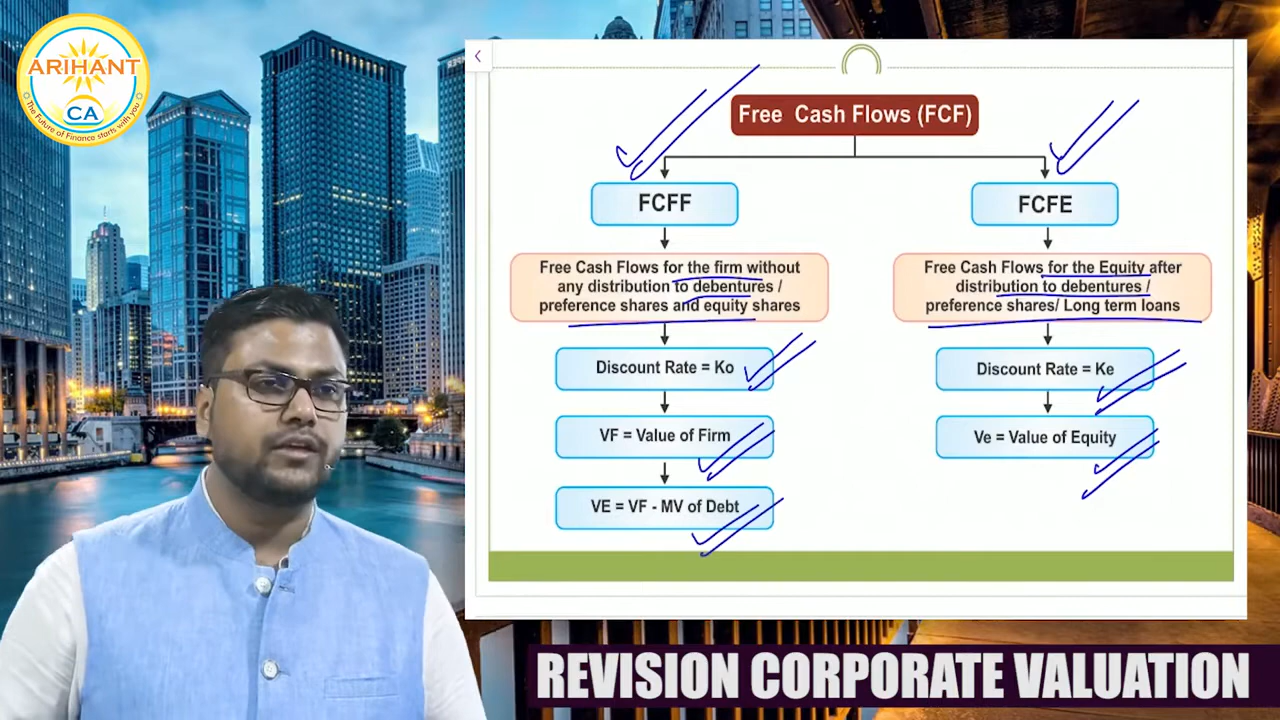 ARIHANT
CA
The Future of Finance starts with you
Free Cash Flows (FCF)
FCFF
Free Cash Flows for the firm without
any distribution to debentures /
preference shares and equity shares
Discount Rate = Ko
VF = Value of Firm
VE = VF - MV of Debt
FCFE
Free Cash Flows for the Equity after
distribution to debentures /
preference shares/ Long term loans
Discount Rate = Ke
Ve = Value of Equity
REVISION CORPORATE VALUATION